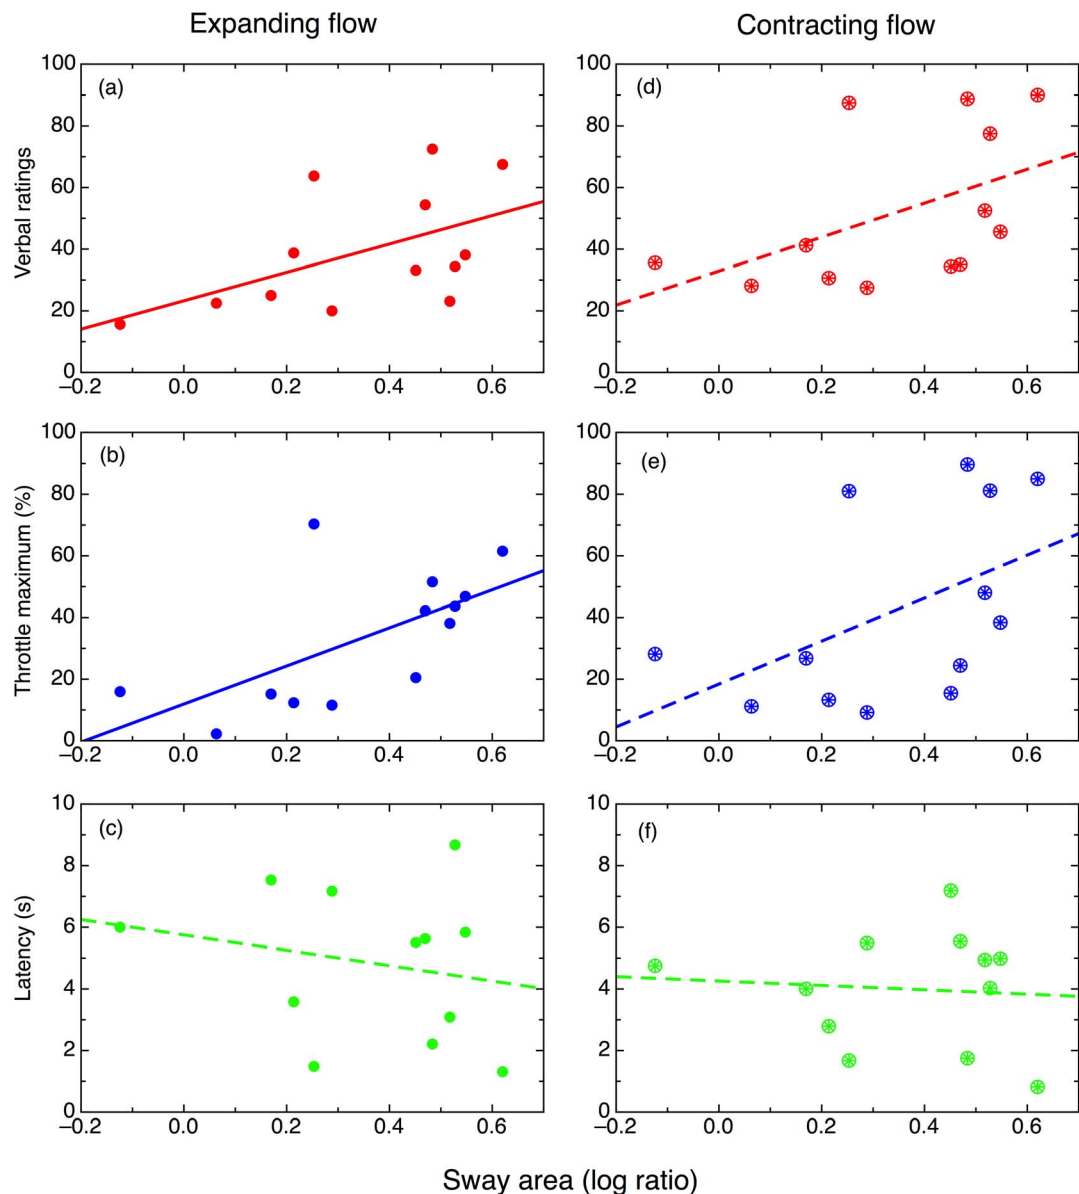 Expanding flow
Contracting flow
(a)
(d)
Verbal ratings
100
80
60
40
20
0
–0.2 0.0 0.2 0.4 0.6
100
80
60
40
20
0
–0.2 0.0 0.2 0.4 0.6
(b)
(e)
Throttle maximum (%)
100
80
60
40
20
0
–0.2 0.0 0.2 0.4 0.6
100
80
60
40
20
0
–0.2 0.0 0.2 0.4 0.6
(c)
(f)
Latency (s)
10
8
6
4
2
0
–0.2 0.0 0.2 0.4 0.6
10
8
6
4
2
0
–0.2 0.0 0.2 0.4 0.6
Sway area (log ratio)